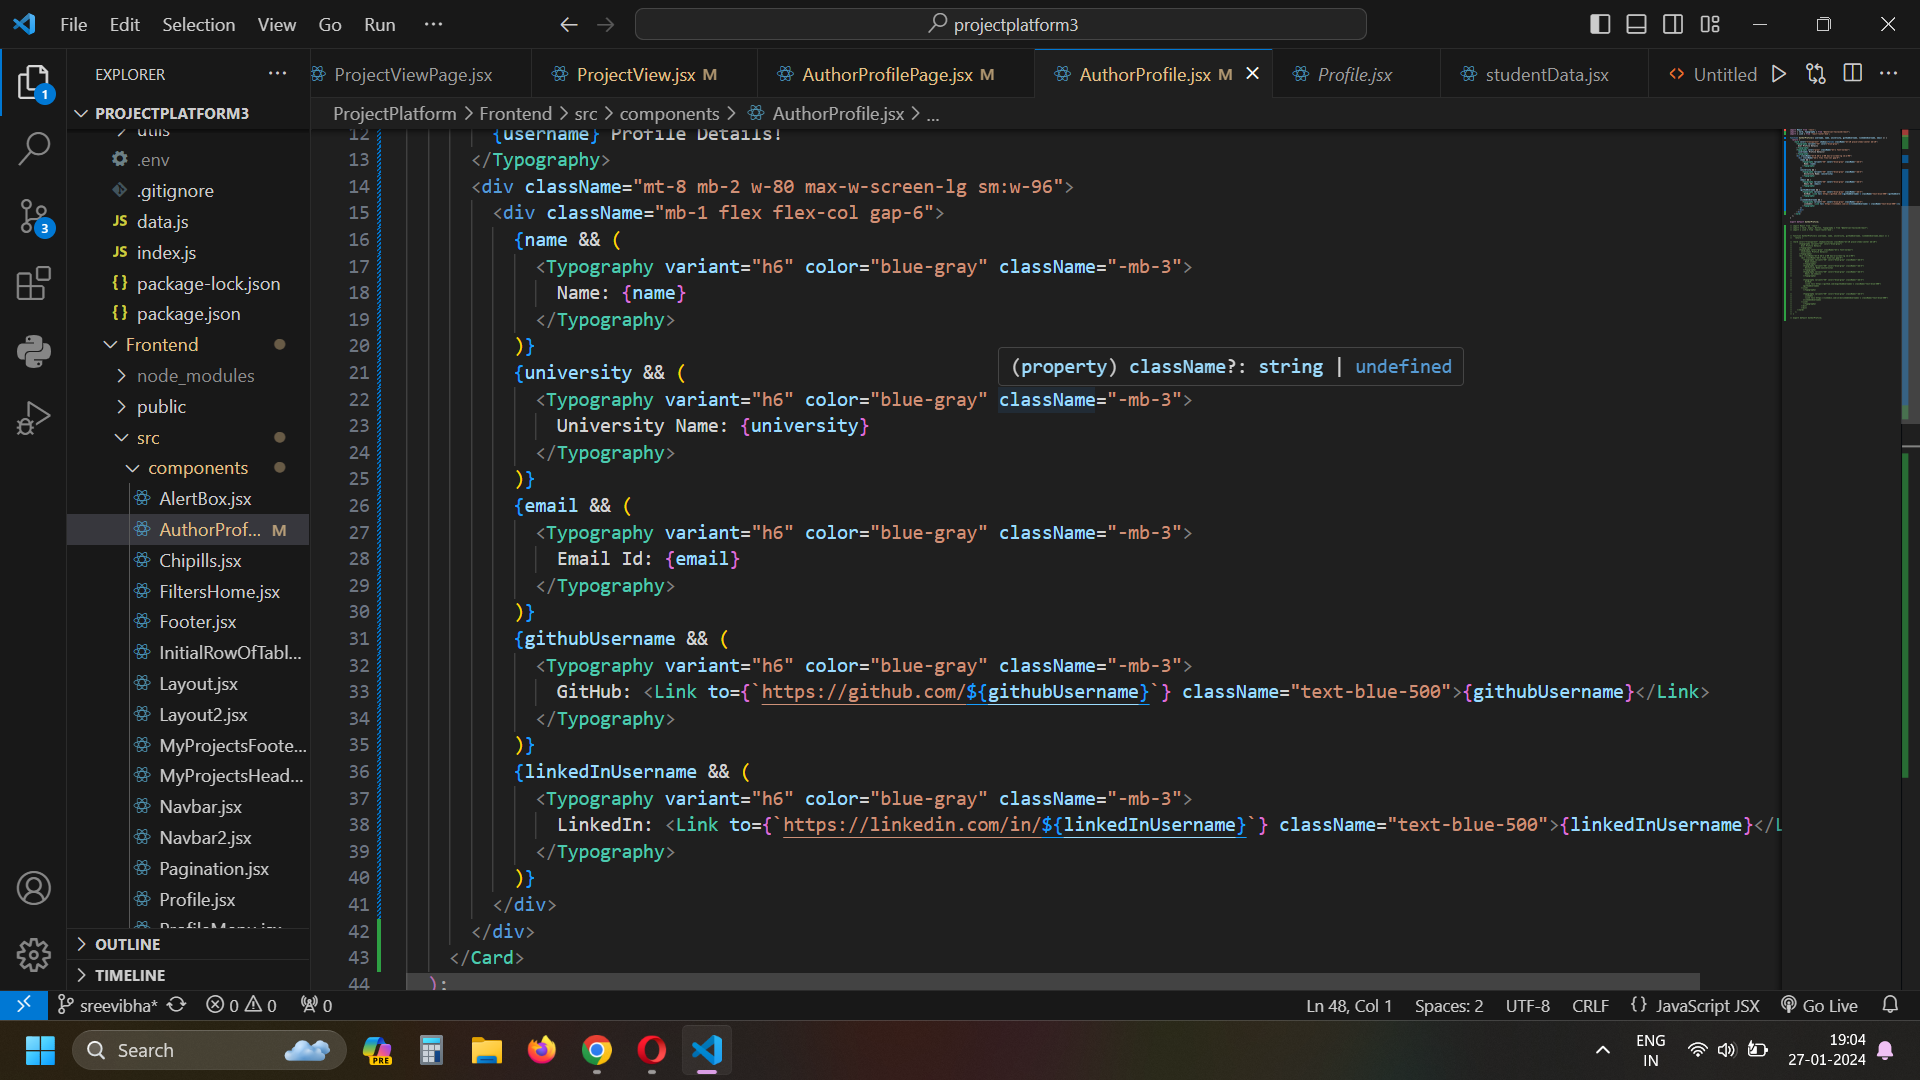 File Edit Selection View Go Run ···
projectplatform3
EXPLORER ···
ProjectViewPage.jsx
ProjectView.jsx M
AuthorProfilePage.jsx M
AuthorProfile.jsx M
Profile.jsx
studentData.jsx
Untitled
PROJECTPLATFORM3
utils
.env
.gitignore
JS data.js
JS index.js
{} package-lock.json
{} package.json
Frontend
node_modules
public
src
components
AlertBox.jsx
AuthorProf... M
Chipills.jsx
FiltersHome.jsx
Footer.jsx
InitialRowOfTabl...
Layout.jsx
Layout2.jsx
MyProjectsFoote...
MyProjectsHead...
Navbar.jsx
Navbar2.jsx
Pagination.jsx
Profile.jsx
ProfileMenu.jsx
OUTLINE
TIMELINE
1
3
ProjectPlatform > Frontend > src > components > AuthorProfile.jsx > ...
12 {username} Profile Details!
13 </Typography>
14 <div className="mt-8 mb-2 w-80 max-w-screen-lg sm:w-96">
15 <div className="mb-1 flex flex-col gap-6">
16 {name && (
17 <Typography variant="h6" color="blue-gray" className="-mb-3">
18 Name: {name}
19 </Typography>
20 )}
21 {university && (
(property) className?: string | undefined
22 <Typography variant="h6" color="blue-gray" className="-mb-3">
23 University Name: {university}
24 </Typography>
25 )}
26 {email && (
27 <Typography variant="h6" color="blue-gray" className="-mb-3">
28 Email Id: {email}
29 </Typography>
30 )}
31 {githubUsername && (
32 <Typography variant="h6" color="blue-gray" className="-mb-3">
33 GitHub: <Link to={`https://github.com/${githubUsername}`} className="text-blue-500">{githubUsername}</Link>
34 </Typography>
35 )}
36 {linkedInUsername && (
37 <Typography variant="h6" color="blue-gray" className="-mb-3">
38 LinkedIn: <Link to={`https://linkedin.com/in/${linkedInUsername}`} className="text-blue-500">{linkedInUsername}</L
39 </Typography>
40 )}
41 </div>
42 </div>
43 </Card>
44 );
sreevibha* 0 0 0
Ln 48, Col 1 Spaces: 2 UTF-8 CRLF {} JavaScript JSX Go Live
Search
PRE
ENG
IN
19:04
27-01-2024